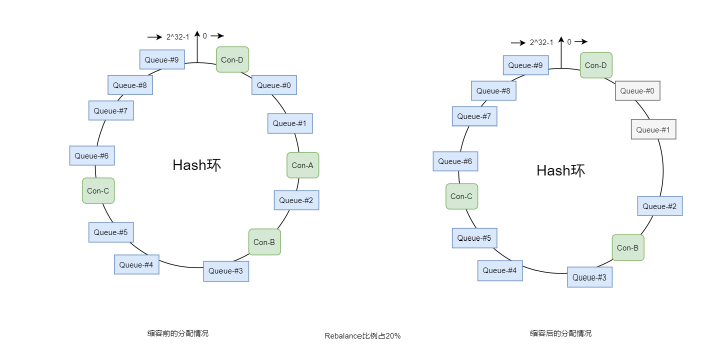 2^32-1
0
Con-D
Queue-#9
Queue-#0
Queue-#8
Queue-#1
Queue-#7
Queue-#6
Hash环
Con-A
Con-C
Queue-#2
Queue-#5
Con-B
Queue-#4
Queue-#3
缩容前的分配情况
Rebalance比例占20%
2^32-1
0
Con-D
Queue-#9
Queue-#0
Queue-#8
Queue-#1
Queue-#7
Queue-#6
Hash环
Con-C
Queue-#2
Queue-#5
Con-B
Queue-#4
Queue-#3
缩容后的分配情况